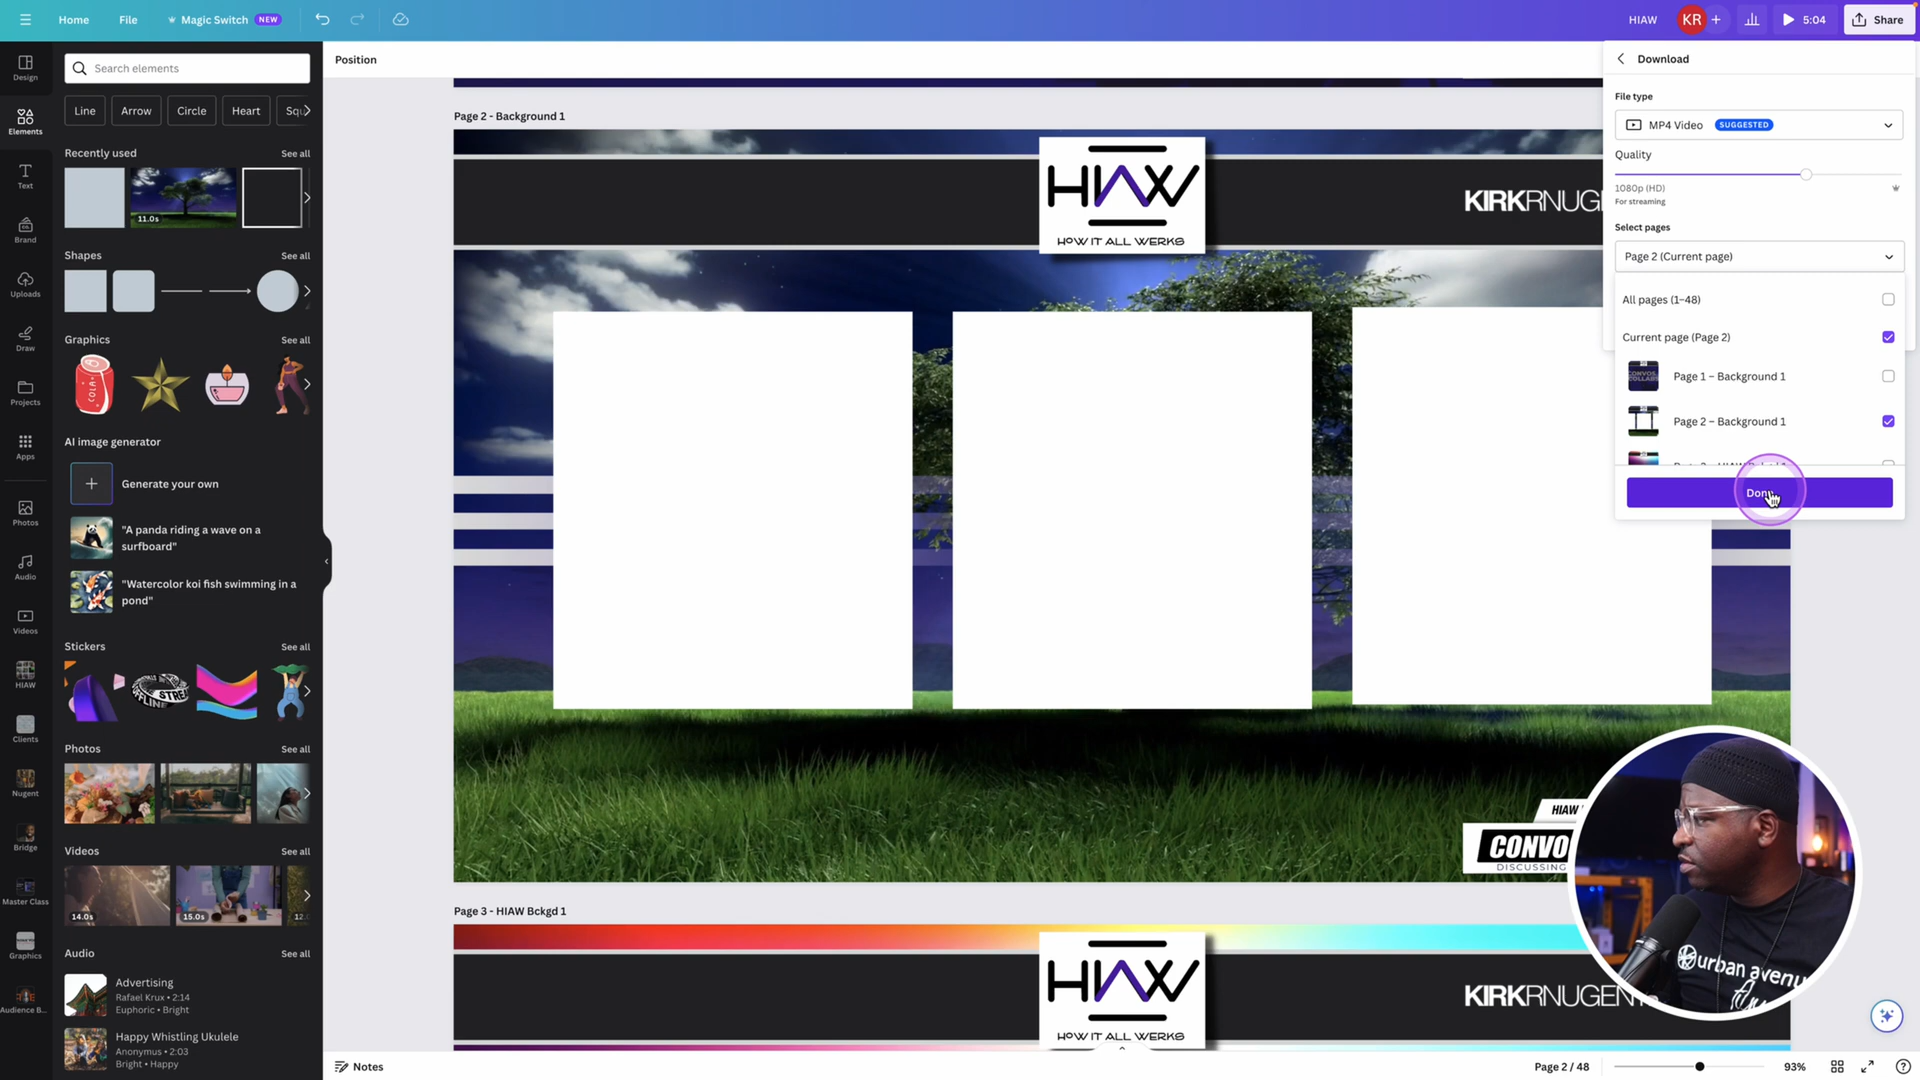 Home
File
Magic Switch NEW
HIAW
KR
5:04
Share
Design
Elements
Text
Brand
Uploads
Draw
Projects
Apps
Photos
Audio
Videos
HIAW
Clients
Nugent
Bridge
Master Class
Graphics
Audience B...
Search elements
Line
Arrow
Circle
Heart
Recently used
See all
11.0s
Shapes
See all
Graphics
See all
COLA
AI image generator
Generate your own
"A panda riding a wave on a
surfboard"
"Watercolor koi fish swimming in a
pond"
Stickers
See all
Photos
See all
Videos
See all
14.0s
15.0s
Audio
See all
Advertising
Rafael Krux • 2:14
Euphoric • Bright
Happy Whistling Ukulele
Anonymous • 2:03
Bright • Happy
Position
Page 2 - Background 1
HIAW
HOW IT ALL WERKS
HIAW
CONVO
DISCUSSING
Page 3 - HIAW Bckgd 1
HIAW
HOW IT ALL WERKS
KIRKRNUGENT
Download
File type
MP4 Video SUGGESTED
Quality
1080p (HD)
For streaming
Select pages
Page 2 (Current page)
All pages (1–48)
Current page (Page 2)
Page 1 – Background 1
Page 2 – Background 1
Done
urban avenue
Notes
Page 2 / 48
93%